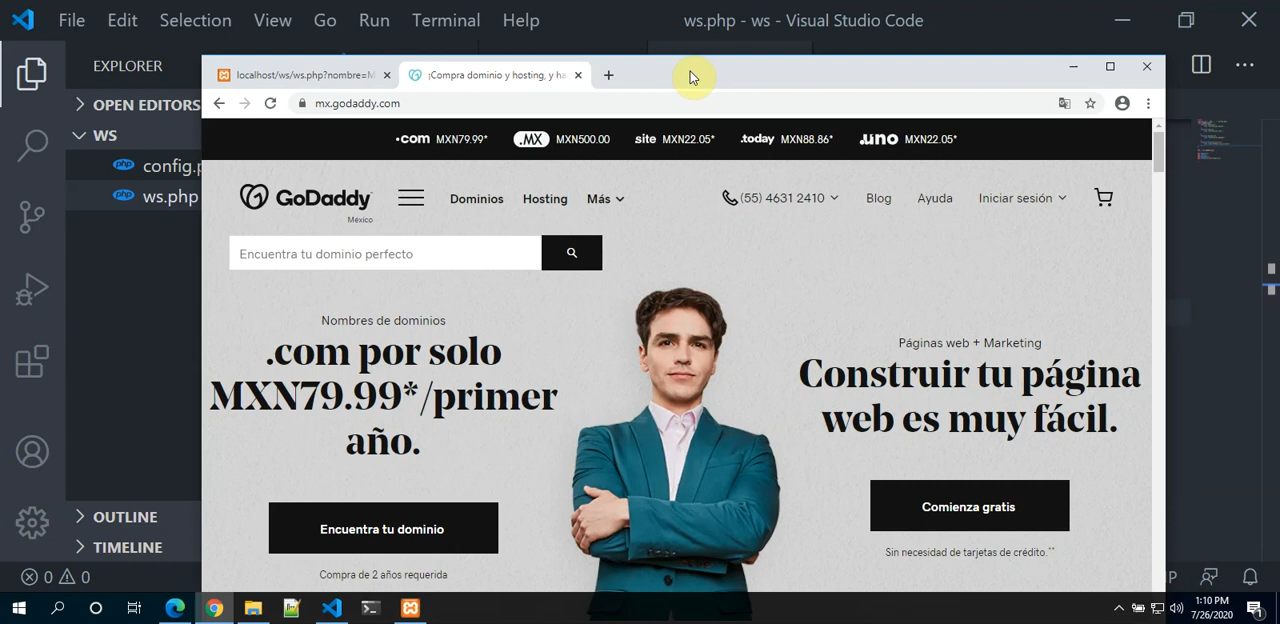 File Edit Selection View Go Run Terminal Help ws.php - ws - Visual Studio Code
EXPLORER
OPEN EDITORS
WS
config.p
ws.php
OUTLINE
TIMELINE
0 0
localhost/ws/ws.php?nombre=M
¡Compra dominio y hosting, y ha
mx.godaddy.com
.com MXN79.99* .MX MXN500.00 site MXN22.05* .today MXN88.86* .uno MXN22.05*
GoDaddy
México
Dominios Hosting Más (55) 4631 2410 Blog Ayuda Iniciar sesión
Encuentra tu dominio perfecto
Nombres de dominios
.com por solo
MXN79.99*/primer
año.
Encuentra tu dominio
Compra de 2 años requerida
Páginas web + Marketing
Construir tu página
web es muy fácil.
Comienza gratis
Sin necesidad de tarjetas de crédito.**
P
1:10 PM
7/26/2020
1